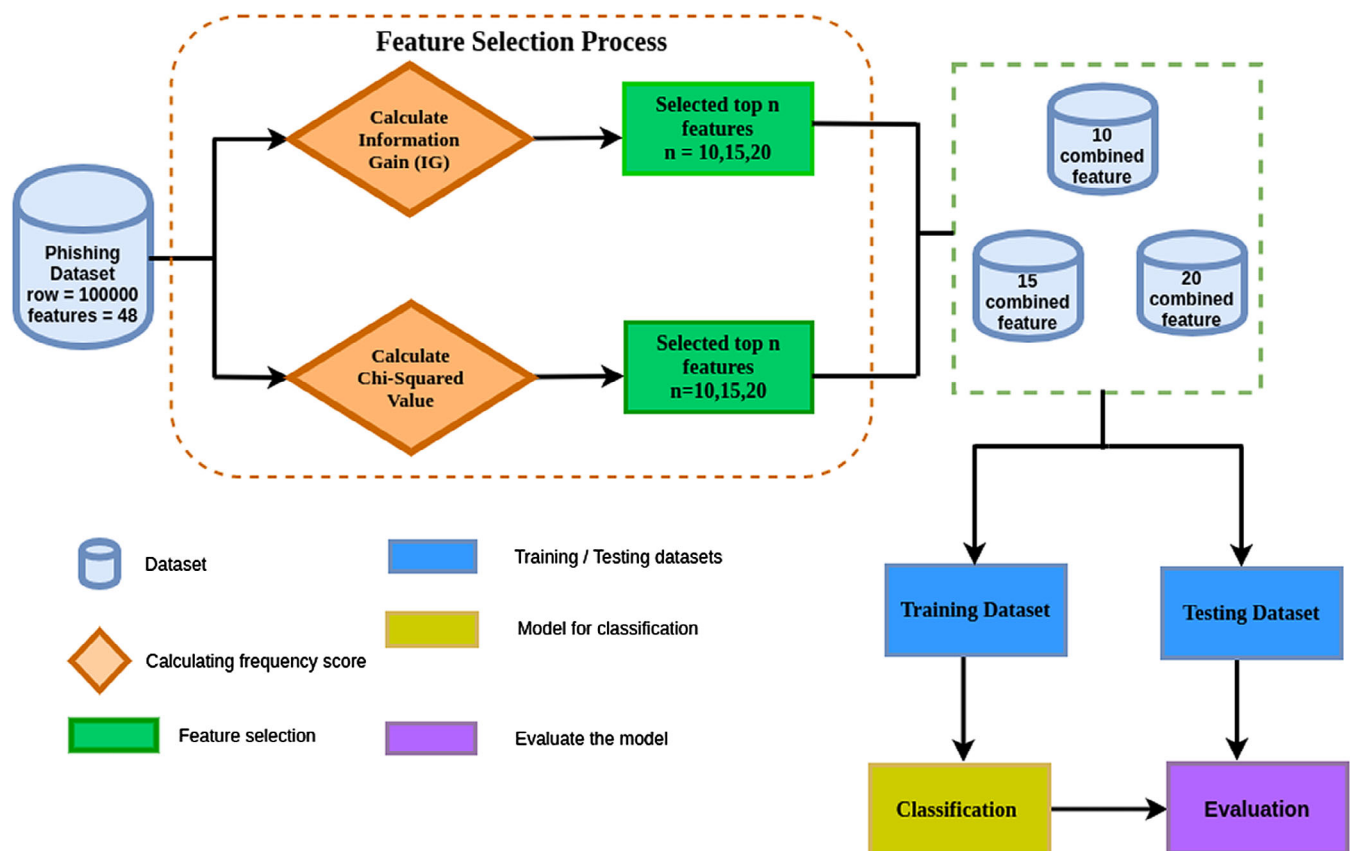 Feature Selection Process
Phishing
Dataset
row = 100000
features = 48
Calculate
Information
Gain (IG)
Selected top n
features
n = 10,15,20
Calculate
Chi-Squared
Value
Selected top n
features
n=10,15,20
10
combined
feature
15
combined
feature
20
combined
feature
Training Dataset
Testing Dataset
Classification
Evaluation
Dataset
Calculating frequency score
Feature selection
Training / Testing datasets
Model for classification
Evaluate the model